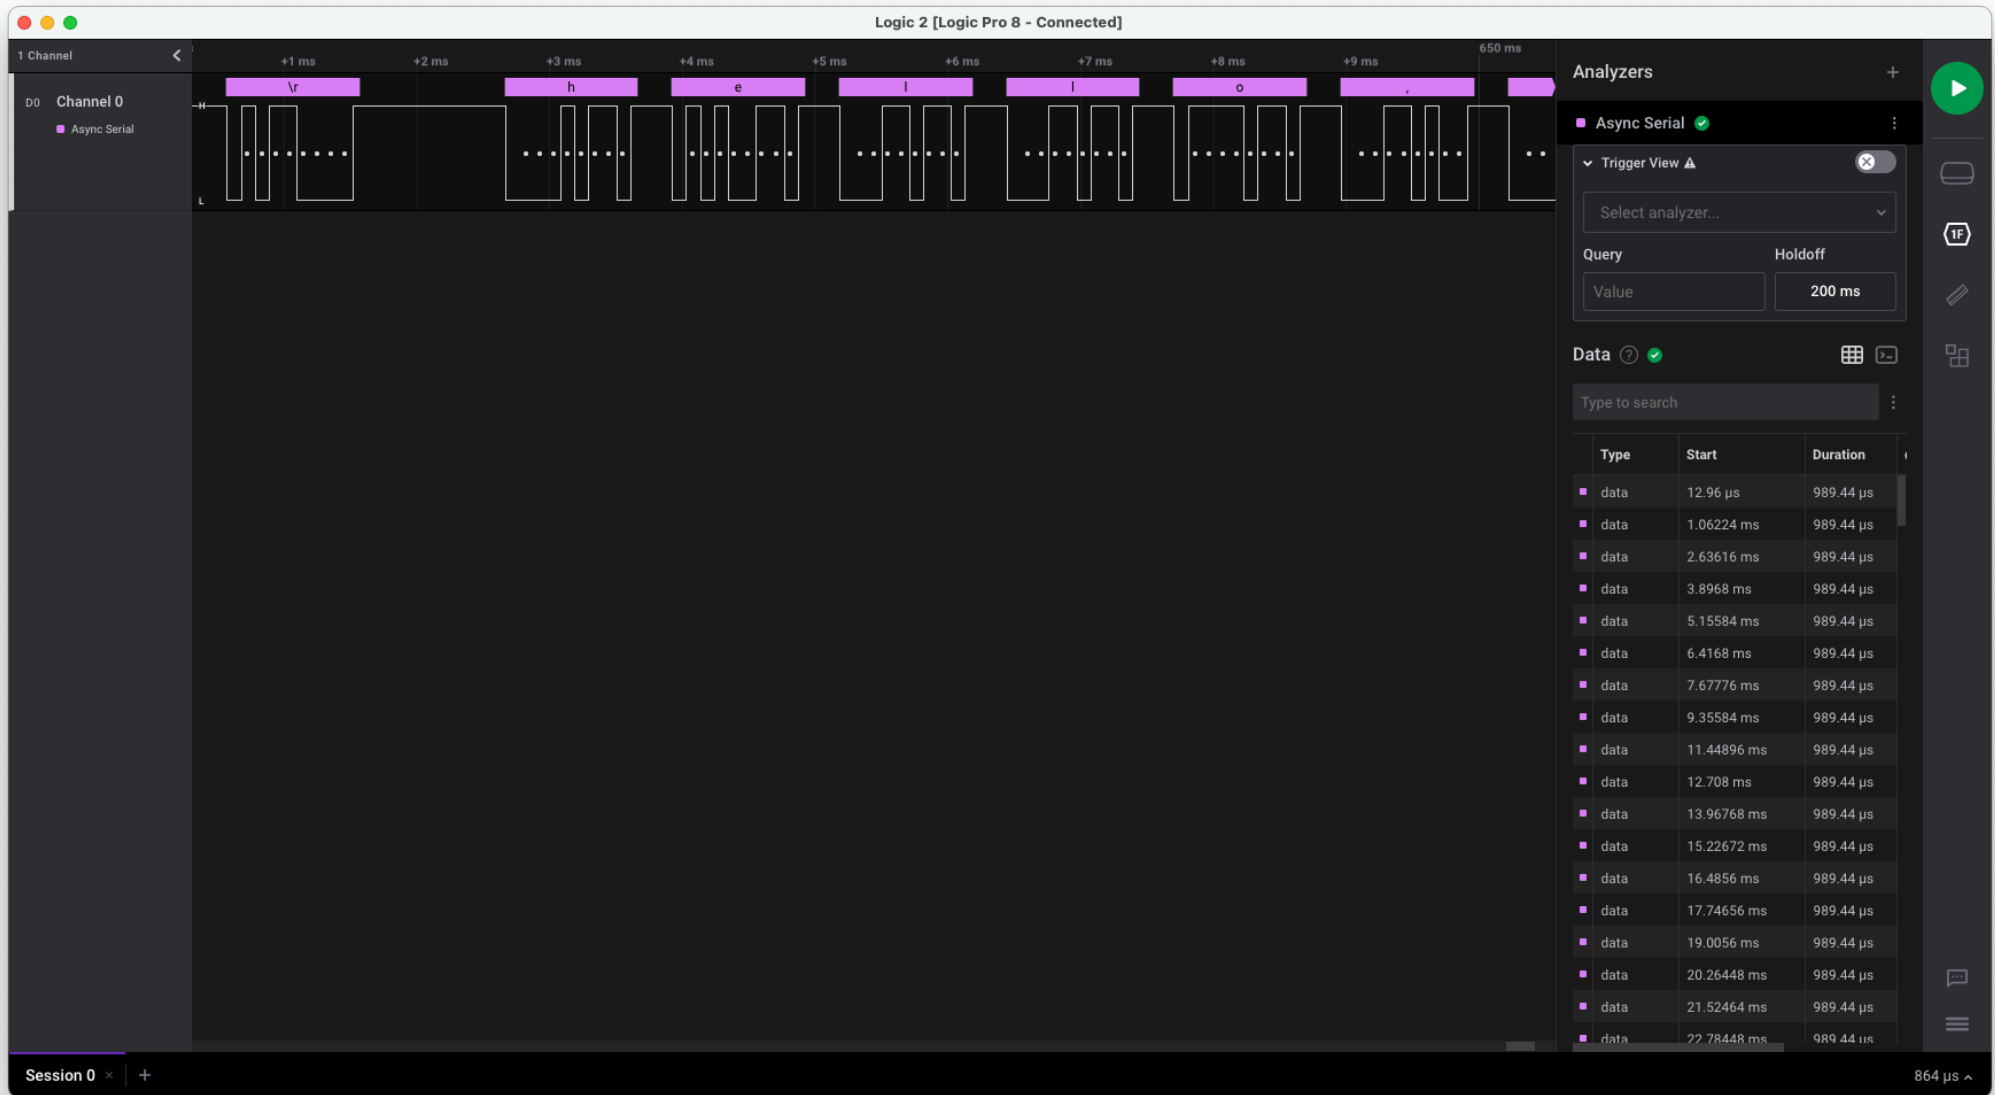 Logic 2 [Logic Pro 8 - Connected]
1 Channel
+1 ms +2 ms +3 ms +4 ms +5 ms +6 ms +7 ms +8 ms +9 ms 650 ms
\r h e l l o ,
D0 Channel 0
Async Serial
H
L
Analyzers
Async Serial
Trigger View
Select analyzer...
Query Holdoff
Value 200 ms
1F
Data ?
Type to search
Type Start Duration
data 12.96 µs 989.44 µs
data 1.06224 ms 989.44 µs
data 2.63616 ms 989.44 µs
data 3.8968 ms 989.44 µs
data 5.15584 ms 989.44 µs
data 6.4168 ms 989.44 µs
data 7.67776 ms 989.44 µs
data 9.35584 ms 989.44 µs
data 11.44896 ms 989.44 µs
data 12.708 ms 989.44 µs
data 13.96768 ms 989.44 µs
data 15.22672 ms 989.44 µs
data 16.4856 ms 989.44 µs
data 17.74656 ms 989.44 µs
data 19.0056 ms 989.44 µs
data 20.26448 ms 989.44 µs
data 21.52464 ms 989.44 µs
data 22.78448 ms 989.44 µs
Session 0
864 µs